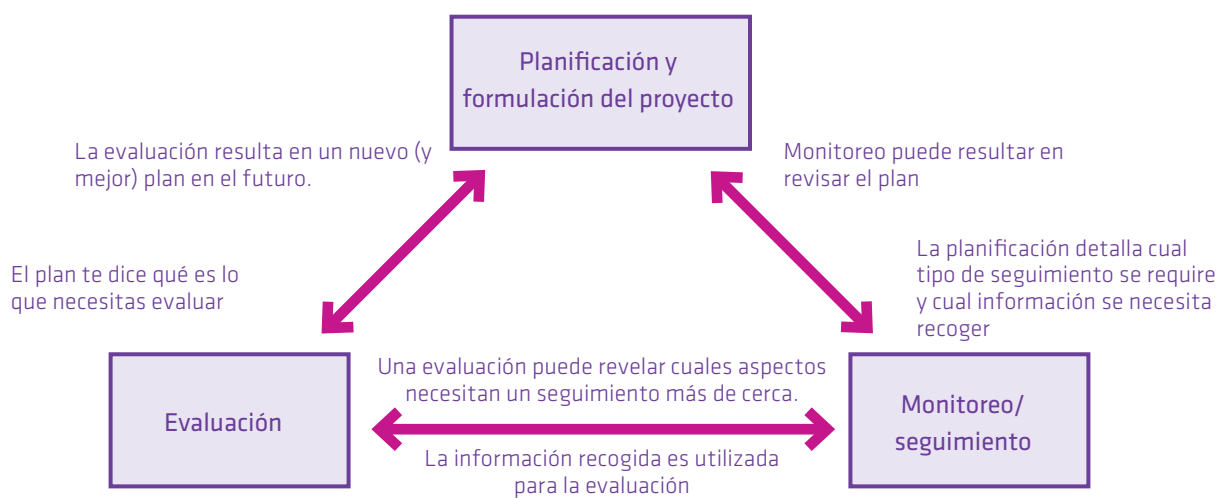 Planificación y
formulación del proyecto
La evaluación resulta en un nuevo (y
mejor) plan en el futuro.
Monitoreo puede resultar en
revisar el plan
El plan te dice qué es lo
que necesitas evaluar
La planificación detalla cual
tipo de seguimiento se require
y cual información se necesita
recoger
Una evaluación puede revelar cuales aspectos
necesitan un seguimiento más de cerca.
Evaluación
Monitoreo/
seguimiento
La información recogida es utilizada
para la evaluación